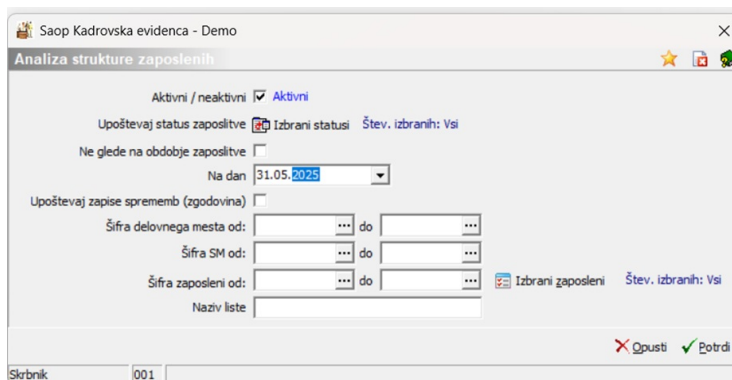 Saop Kadrovska evidenca - Demo
Analiza strukture zaposlenih
Aktivni / neaktivni Aktivni
Upoštevaj status zaposlitve Izbrani statusi Štev. izbranih: Vsi
Ne glede na obdobje zaposlitve
Na dan 31.05.2025
Upoštevaj zapise sprememb (zgodovina)
Šifra delovnega mesta od: ... do ...
Šifra SM od: ... do ...
Šifra zaposleni od: ... do ... Izbrani zaposleni Štev. izbranih: Vsi
Naziv liste
Opusti Potrdi
Skrbnik 001